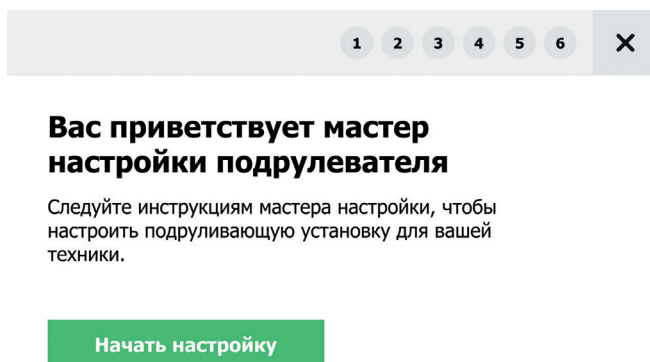 1 2 3 4 5 6
Вас приветствует мастер
настройки подрулевателя
Следуйте инструкциям мастера настройки, чтобы
настроить подруливающую установку для вашей
техники.
Начать настройку